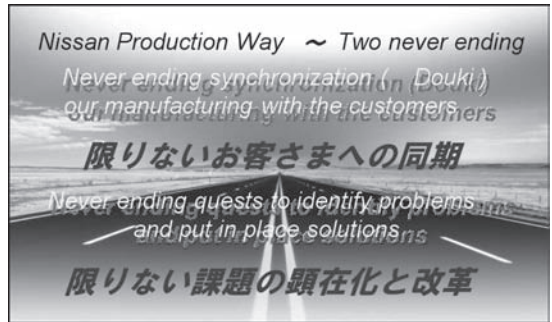 Nissan Production Way ～ Two never ending
Never ending synchronization (Douki)
our manufacturing with the customers
限りないお客さまへの同期
Never ending quests to identify problems
and put in place solutions
限りない課題の顕在化と改革